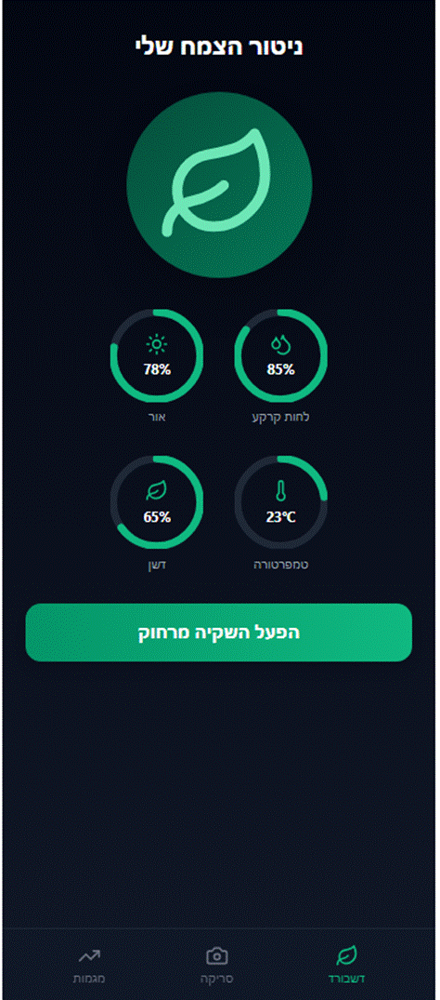 ניטור הצמח שלי
85%
78%
לחות קרקע
אור
23°C
65%
טמפרטורה
דשן
הפעל השקיה מרחוק
דשבורד
סריקה
מגמות